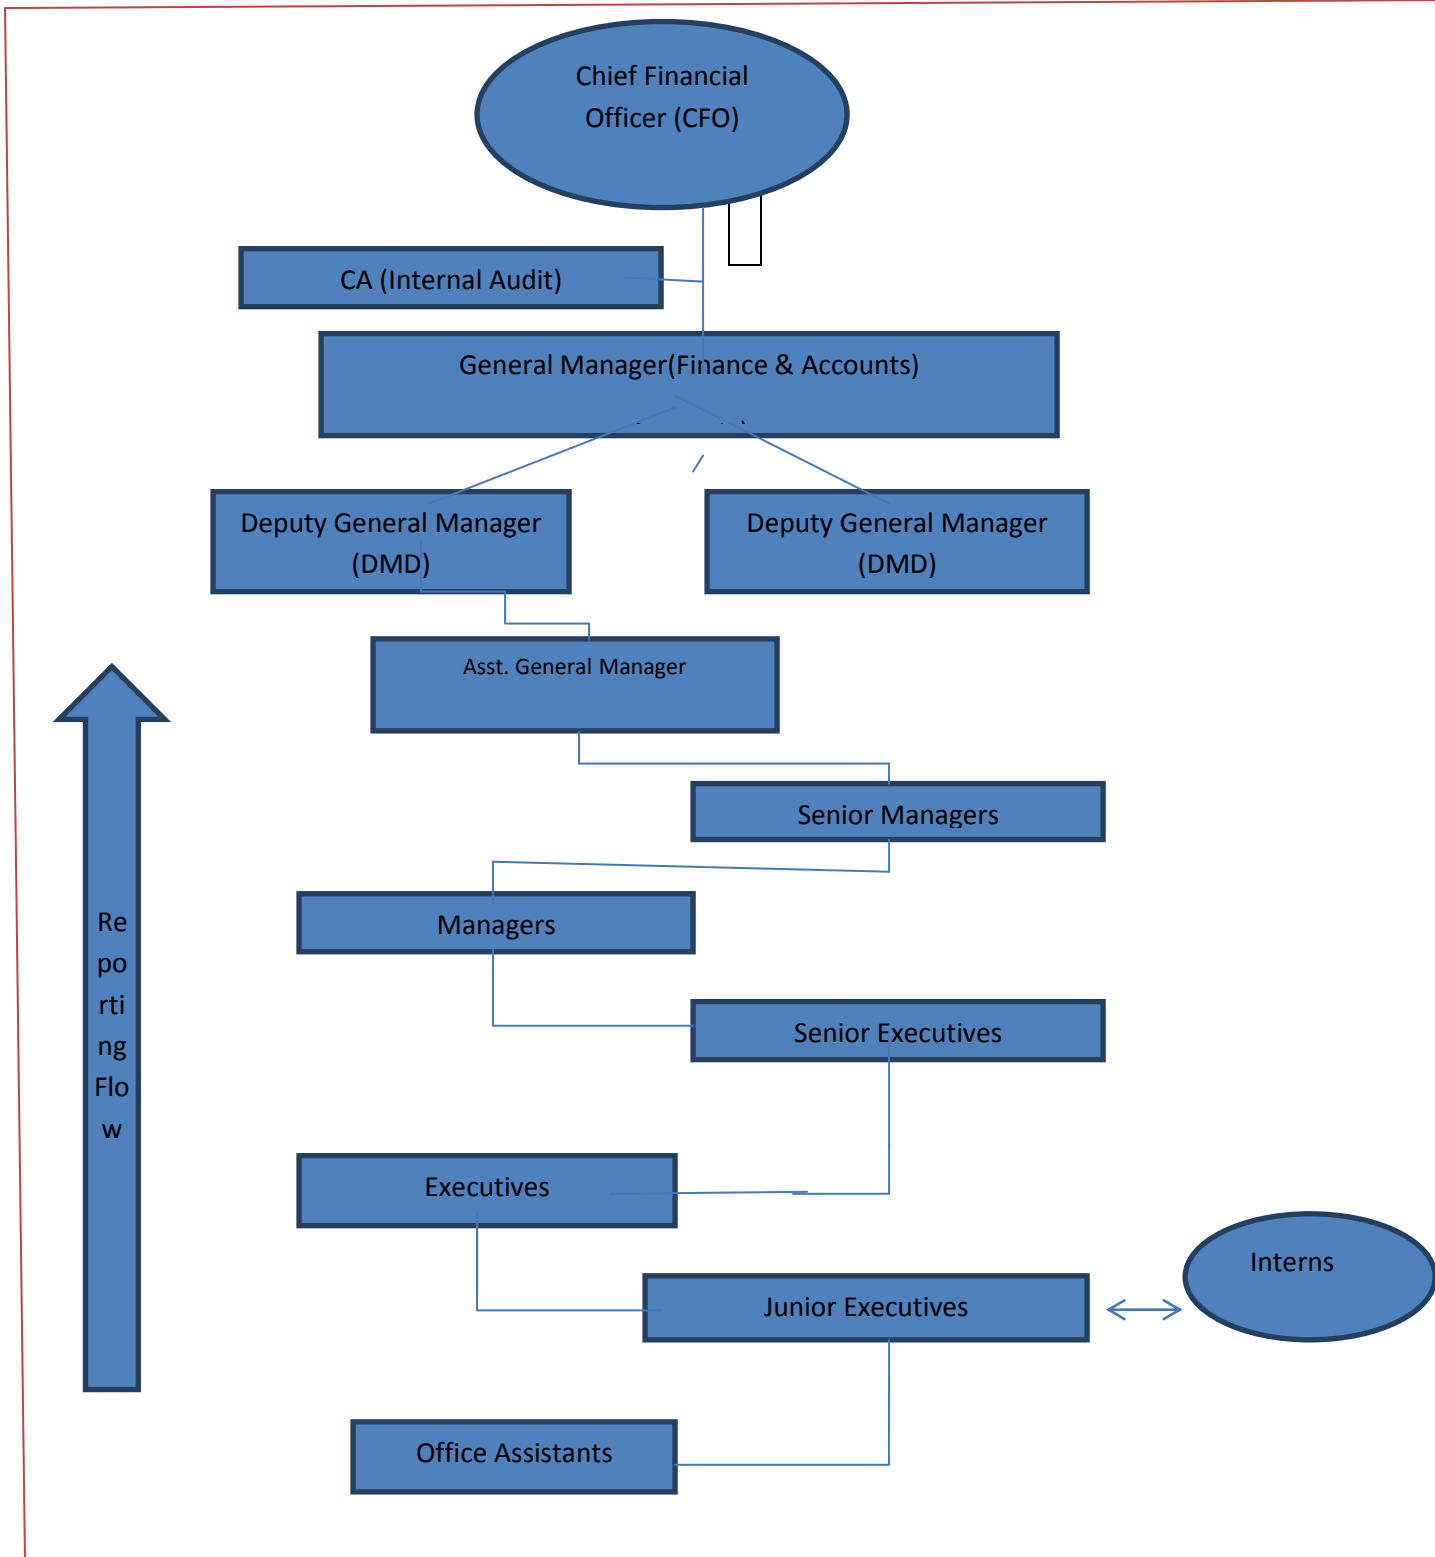 Chief Financial
Officer (CFO)
CA (Internal Audit)
General Manager(Finance & Accounts)
Deputy General Manager
(DMD)
Deputy General Manager
(DMD)
Asst. General Manager
Senior Managers
Managers
Re
po
rti
ng
Flo
w
Senior Executives
Executives
Interns
Junior Executives
Office Assistants